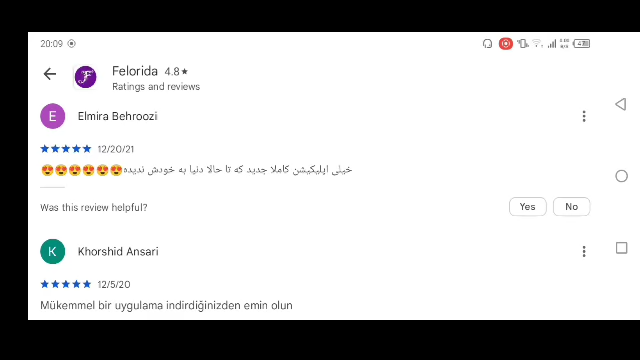 20:09
Felorida 4.8★
Ratings and reviews
E Elmira Behroozi
12/20/21
خیلی اپلیکیشن کاملا جدید که تا حالا دنیا به خودش ندیده😍😍😍😍😍😍
Was this review helpful? Yes No
K Khorshid Ansari
12/5/20
Mükemmel bir uygulama indirdiğinizden emin olun